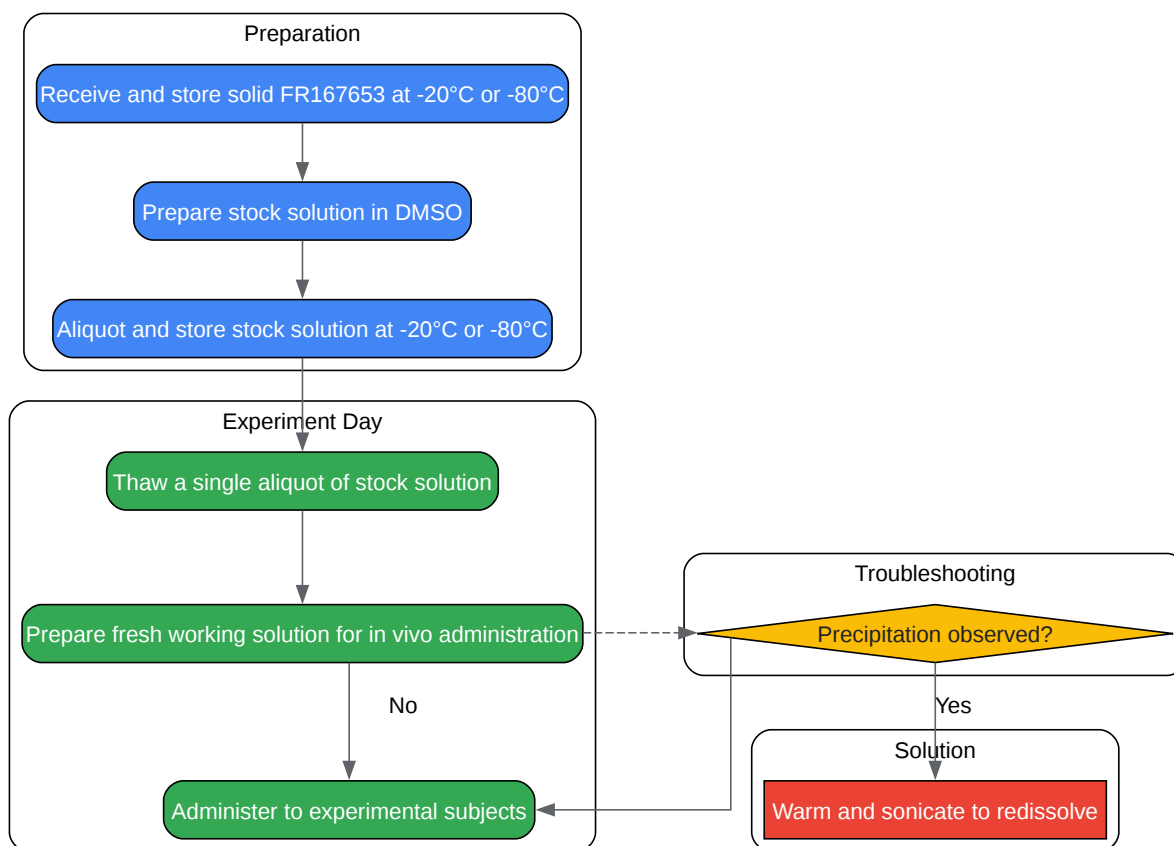 Preparation
Receive and store solid FR167653 at -20°C or -80°C
Prepare stock solution in DMSO
Aliquot and store stock solution at -20°C or -80°C
Experiment Day
Thaw a single aliquot of stock solution
Prepare fresh working solution for in vivo administration
No
Administer to experimental subjects
Troubleshooting
Precipitation observed?
Yes
Solution
Warm and sonicate to redissolve